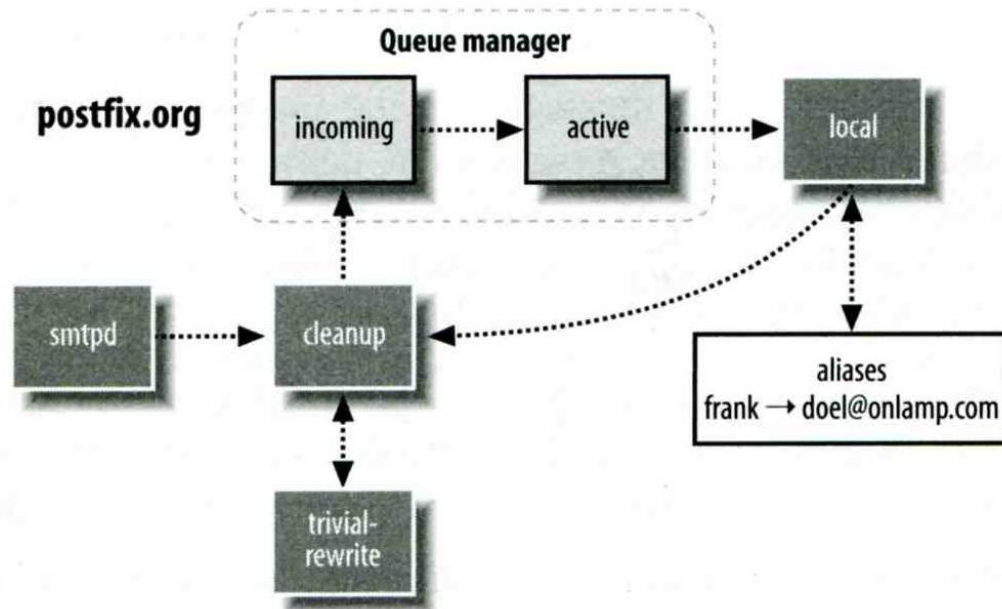 Queue manager
postfix.org
incoming
active
local
smtpd
cleanup
aliases
frank → doel@onlamp.com
trivial-
rewrite